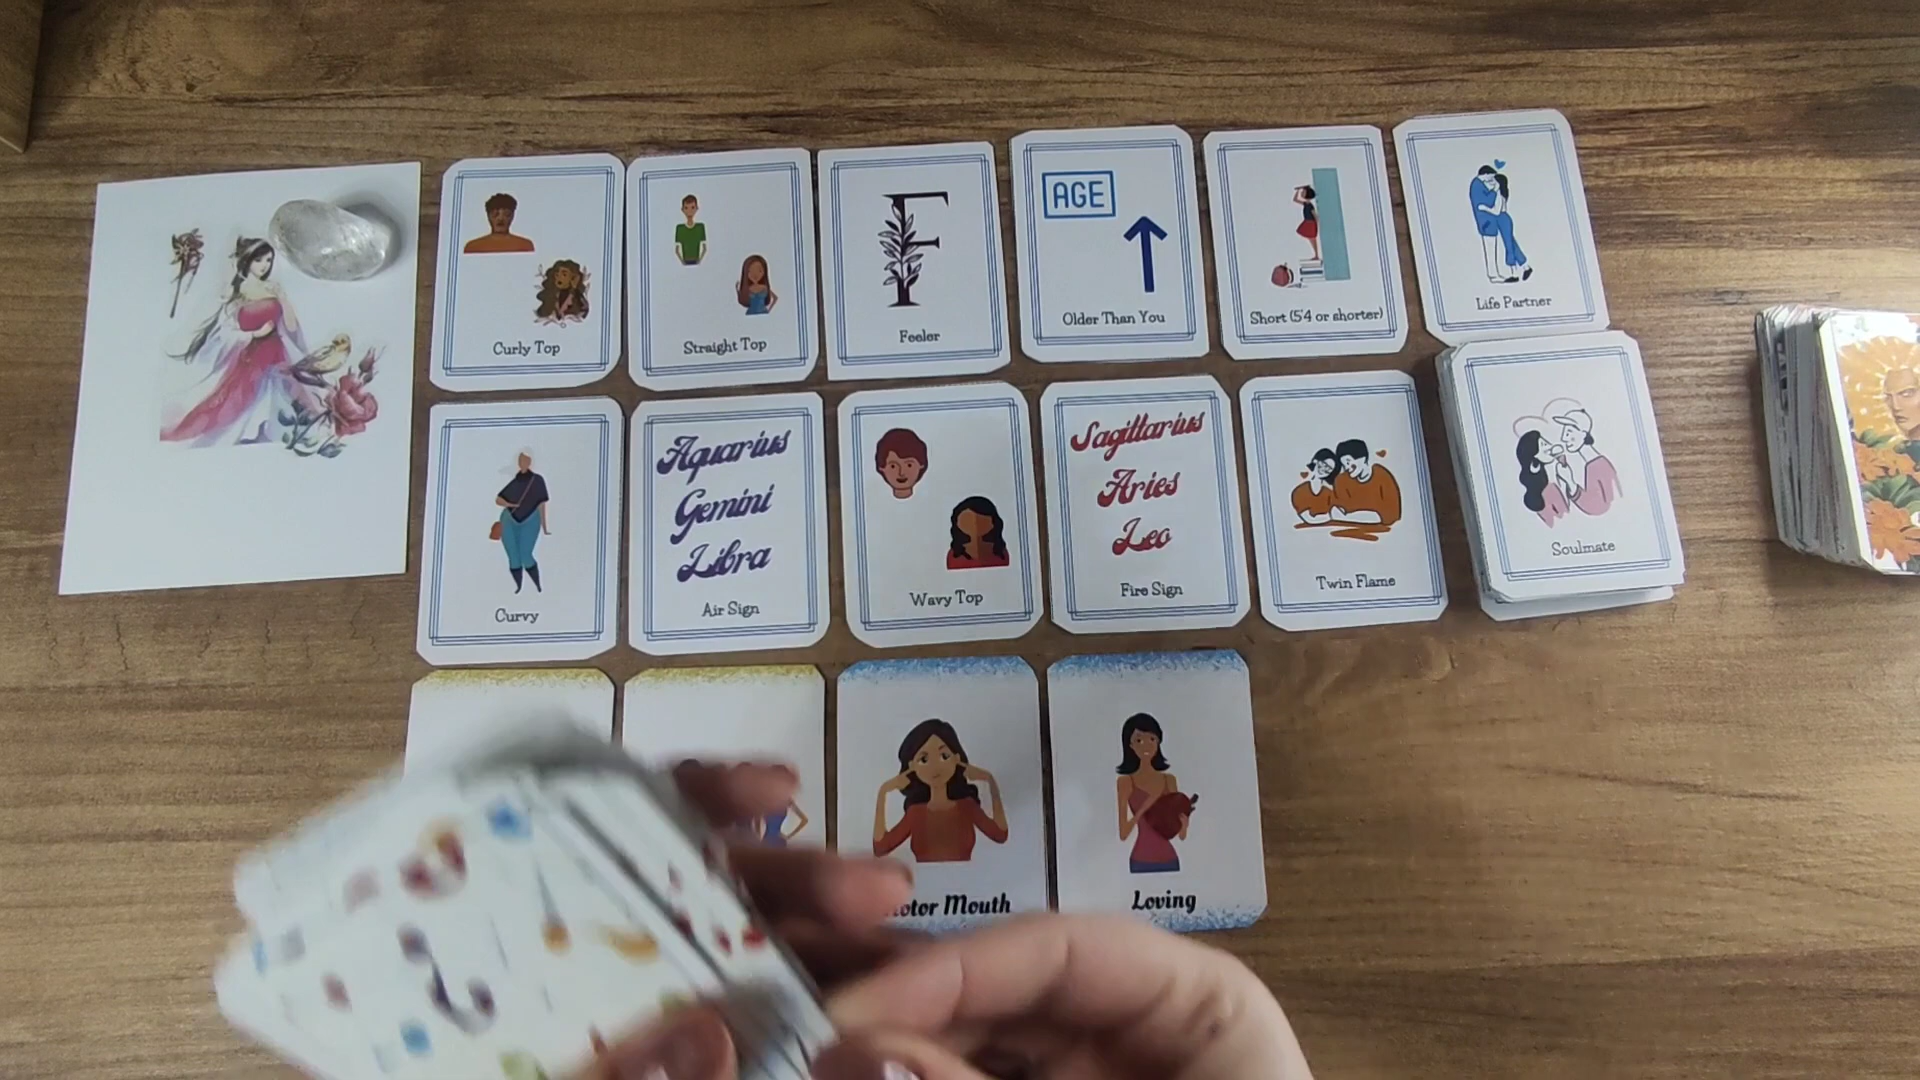 Curly Top
Straight Top
F
Feeler
AGE
Older Than You
Short (5'4 or shorter)
Life Partner
Curvy
Aquarius
Gemini
Libra
Air Sign
Wavy Top
Sagittarius
Aries
Leo
Fire Sign
Twin Flame
Soulmate
Mouth
Loving